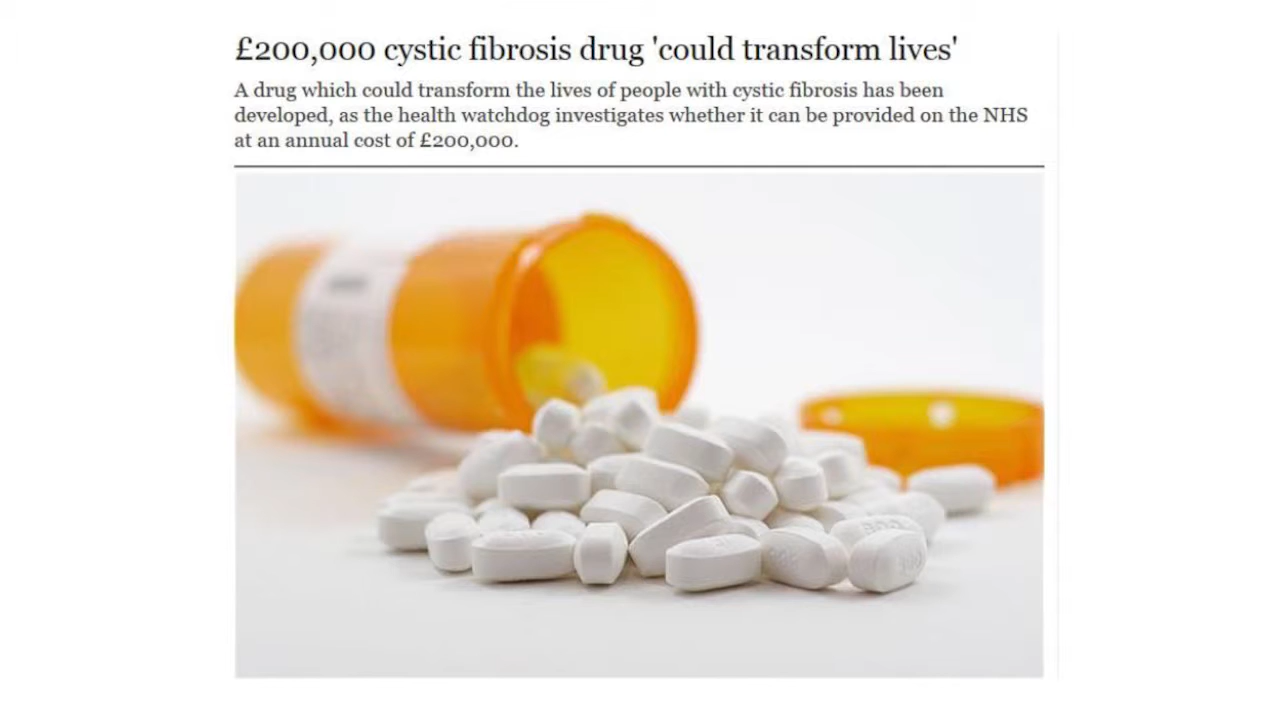 £200,000 cystic fibrosis drug 'could transform lives'
A drug which could transform the lives of people with cystic fibrosis has been
developed, as the health watchdog investigates whether it can be provided on the NHS
at an annual cost of £200,000.